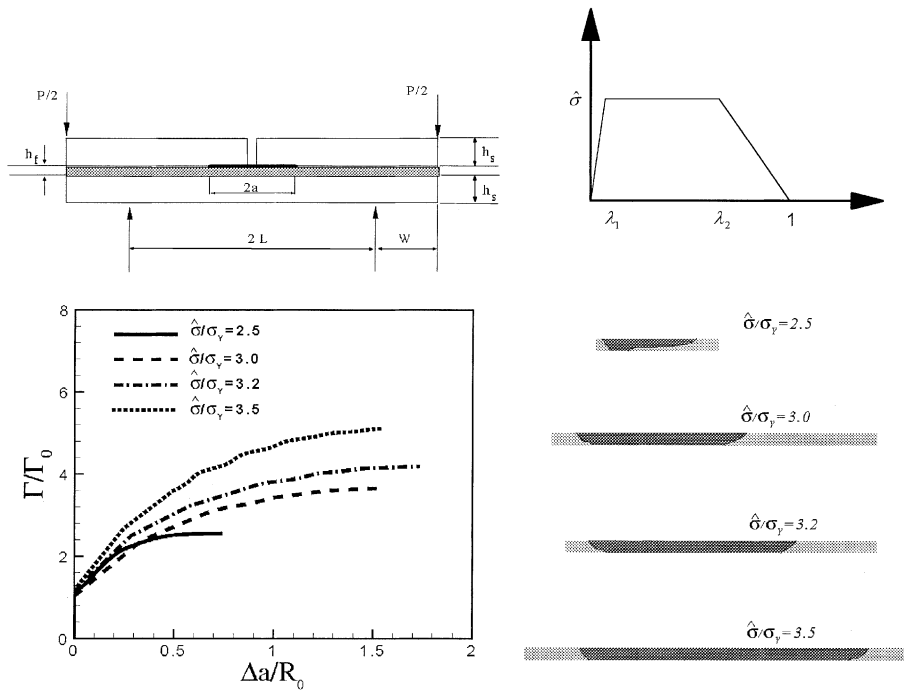 P/2
P/2
h_f
h_s
2a
h_s
2 L
W
σ̂
λ₁
λ₂
1
8
6
4
2
0
Γ/Γ₀
σ̂/σ_Y=2.5
σ̂/σ_Y=3.0
σ̂/σ_Y=3.2
σ̂/σ_Y=3.5
0
0.5
1
1.5
2
Δa/R₀
σ̂/σ_Y=2.5
σ̂/σ_Y=3.0
σ̂/σ_Y=3.2
σ̂/σ_Y=3.5